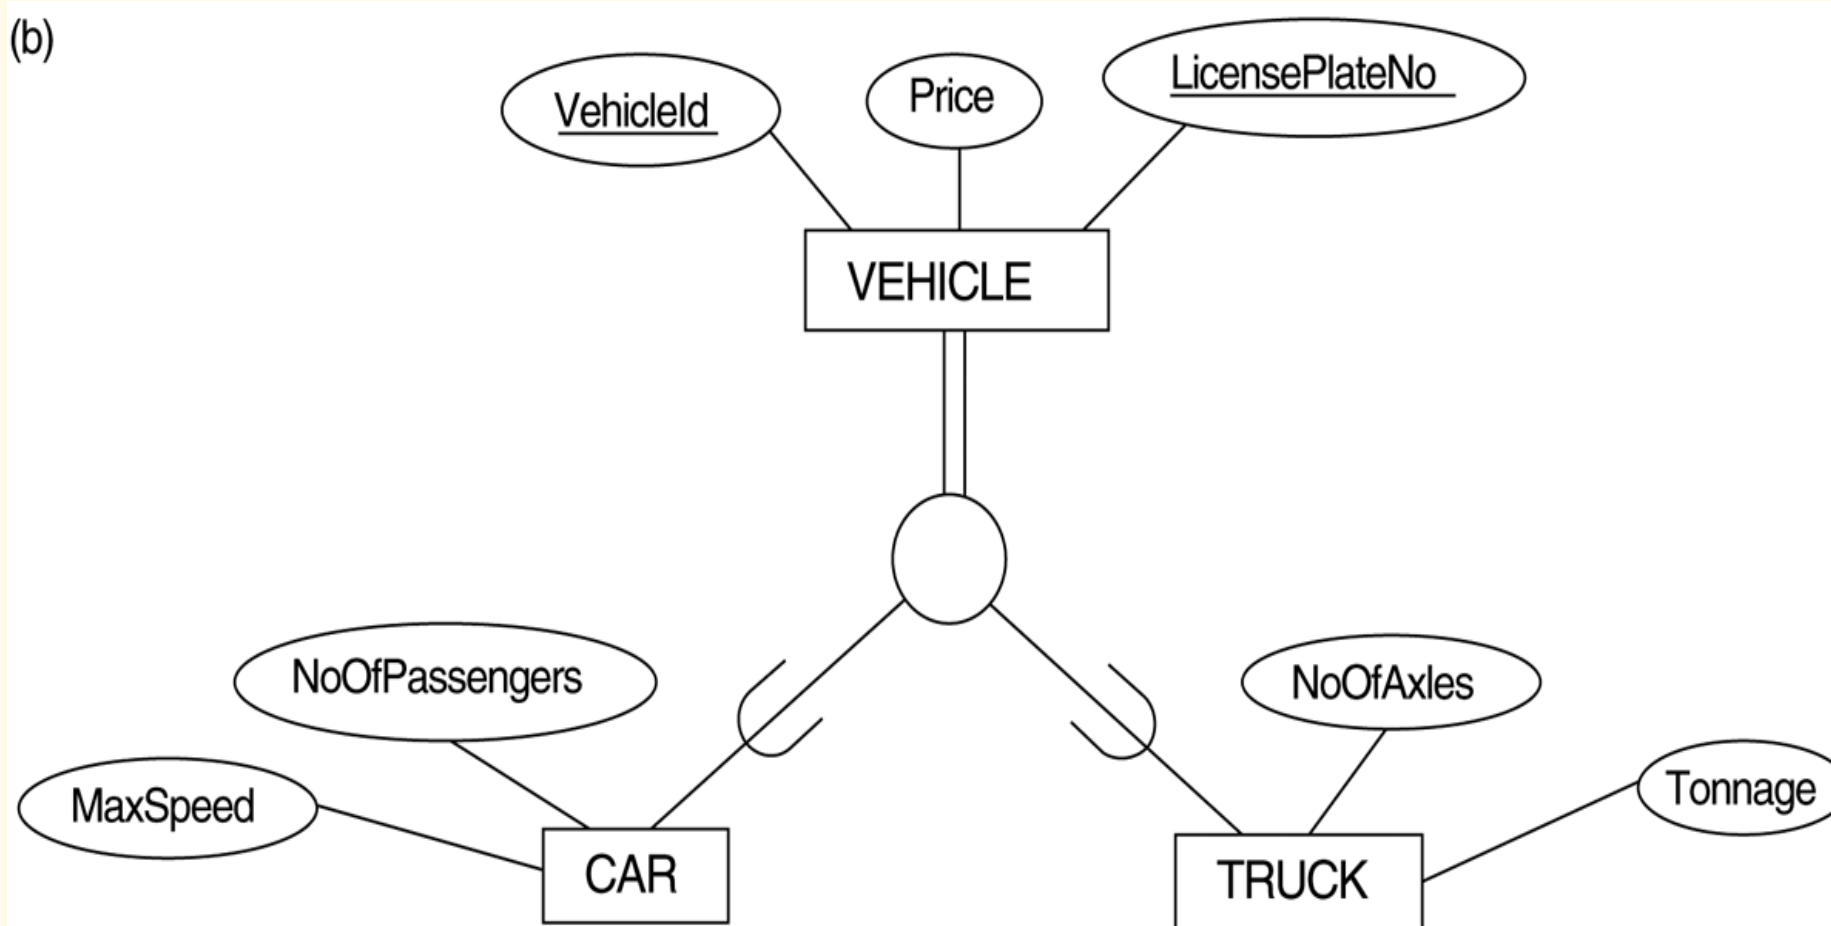 (b)
VehicleId
Price
LicensePlateNo
VEHICLE
NoOfPassengers
NoOfAxles
MaxSpeed
Tonnage
CAR
TRUCK